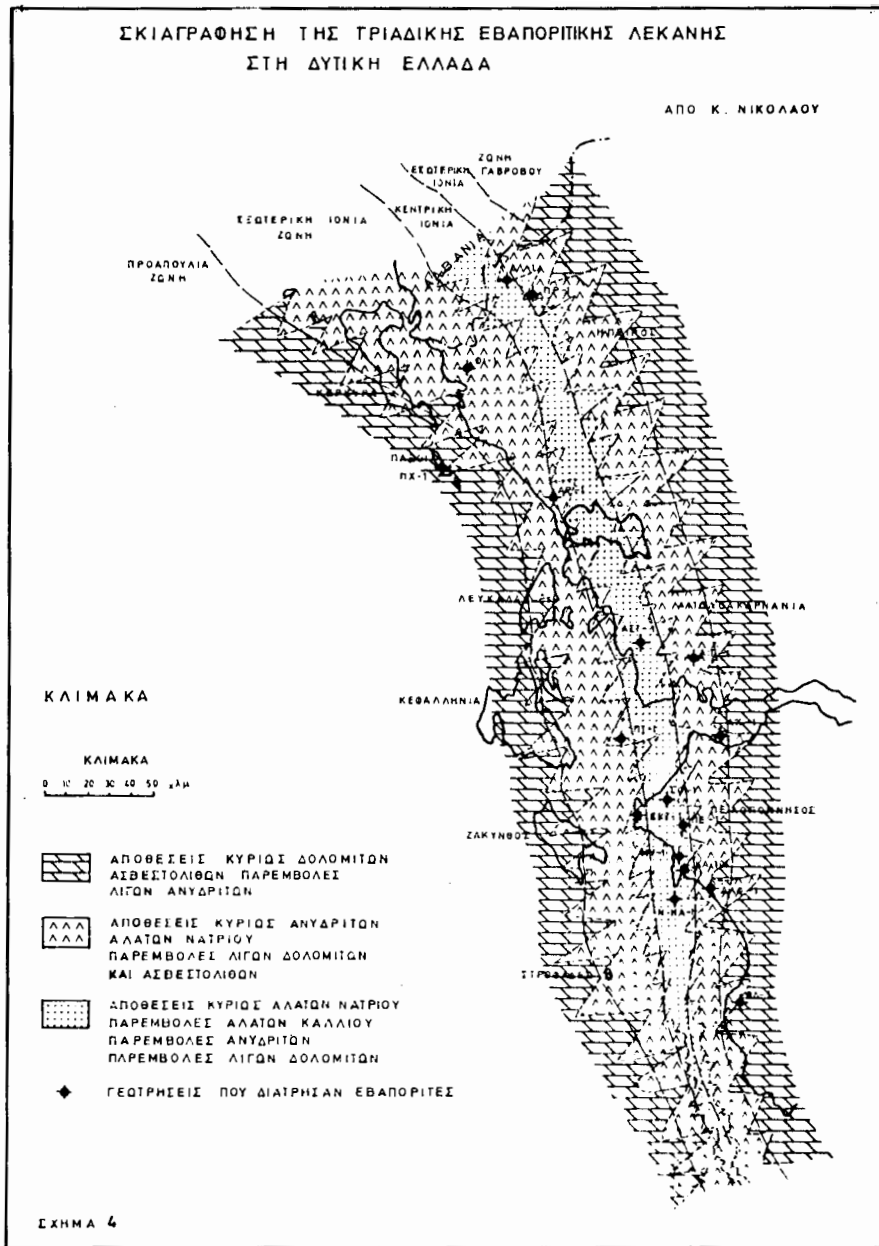 ΣΚΙΑΓΡΑΦΗΣΗ ΤΗΣ ΤΡΙΑΔΙΚΗΣ ΕΒΑΠΟΡΙΤΙΚΗΣ ΛΕΚΑΝΗΣ
ΣΤΗ ΔΥΤΙΚΗ ΕΛΛΑΔΑ
ΑΠΟ Κ. ΝΙΚΟΛΑΟΥ
ΖΩΝΗ
ΓΑΒΡΟΒΟΥ
ΕΣΩΤΕΡΙΚΗ
ΙΟΝΙΑ
ΚΕΝΤΡΙΚΗ
ΙΟΝΙΑ
ΕΞΩΤΕΡΙΚΗ ΙΟΝΙΑ
ΖΩΝΗ
ΠΡΟΑΠΟΥΛΙΑ
ΖΩΝΗ
ΗΠΕΙΡΟΣ
ΠΑΞΟΙ
ΠΧ-1
ΛΕΥΚΑΔΑ
ΑΙΤΩΛΟΑΚΑΡΝΑΝΙΑ
ΑΣΤ-1
ΚΕΦΑΛΛΗΝΙΑ
ΚΛΙΜΑΚΑ
ΚΛΙΜΑΚΑ
0 10 20 30 40 50 χλμ
ΠΕΛΟΠΟΝΝΗΣΟΣ
ΖΑΚΥΝΘΟΣ
ΑΠΟΘΕΣΕΙΣ ΚΥΡΙΩΣ ΔΟΛΟΜΙΤΩΝ
ΑΣΒΕΣΤΟΛΙΘΩΝ ΠΑΡΕΜΒΟΛΕΣ
ΛΙΓΩΝ ΑΝΥΔΡΙΤΩΝ
ΑΠΟΘΕΣΕΙΣ ΚΥΡΙΩΣ ΑΝΥΔΡΙΤΩΝ
ΑΛΑΤΩΝ ΝΑΤΡΙΟΥ
ΠΑΡΕΜΒΟΛΕΣ ΛΙΓΩΝ ΔΟΛΟΜΙΤΩΝ
ΚΑΙ ΑΣΒΕΣΤΟΛΙΘΩΝ
ΑΠΟΘΕΣΕΙΣ ΚΥΡΙΩΣ ΑΛΑΤΩΝ ΝΑΤΡΙΟΥ
ΠΑΡΕΜΒΟΛΕΣ ΑΛΑΤΩΝ ΚΑΛΛΙΟΥ
ΠΑΡΕΜΒΟΛΕΣ ΑΝΥΔΡΙΤΩΝ
ΠΑΡΕΜΒΟΛΕΣ ΛΙΓΩΝ ΔΟΛΟΜΙΤΩΝ
ΓΕΩΤΡΗΣΕΙΣ ΠΟΥ ΔΙΑΤΡΗΣΑΝ ΕΒΑΠΟΡΙΤΕΣ
ΣΧΗΜΑ 4